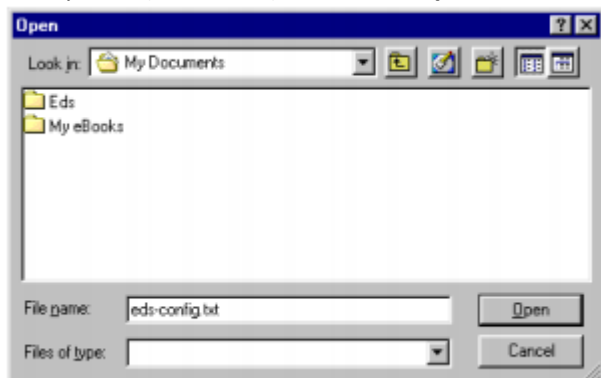 Open
Look in: My Documents
Eds
My eBooks
File name: eds-config.txt Open
Files of type: Cancel